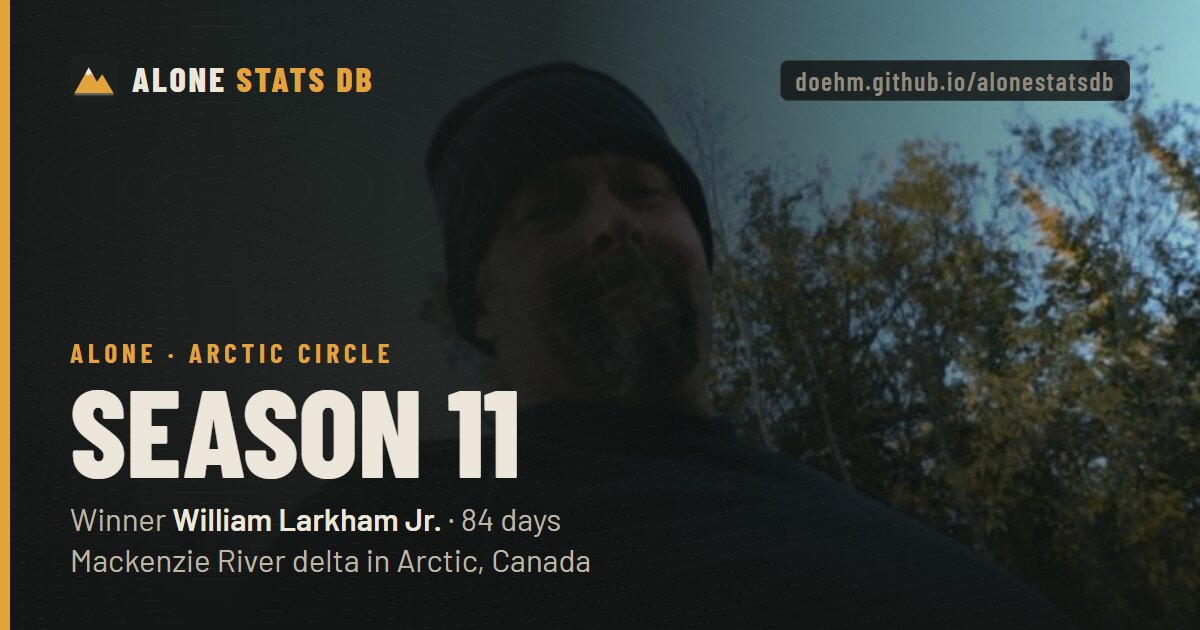 ALONE STATS DB
doehm.github.io/alonestatsdb
ALONE · ARCTIC CIRCLE
SEASON 11
Winner William Larkham Jr. · 84 days
Mackenzie River delta in Arctic, Canada